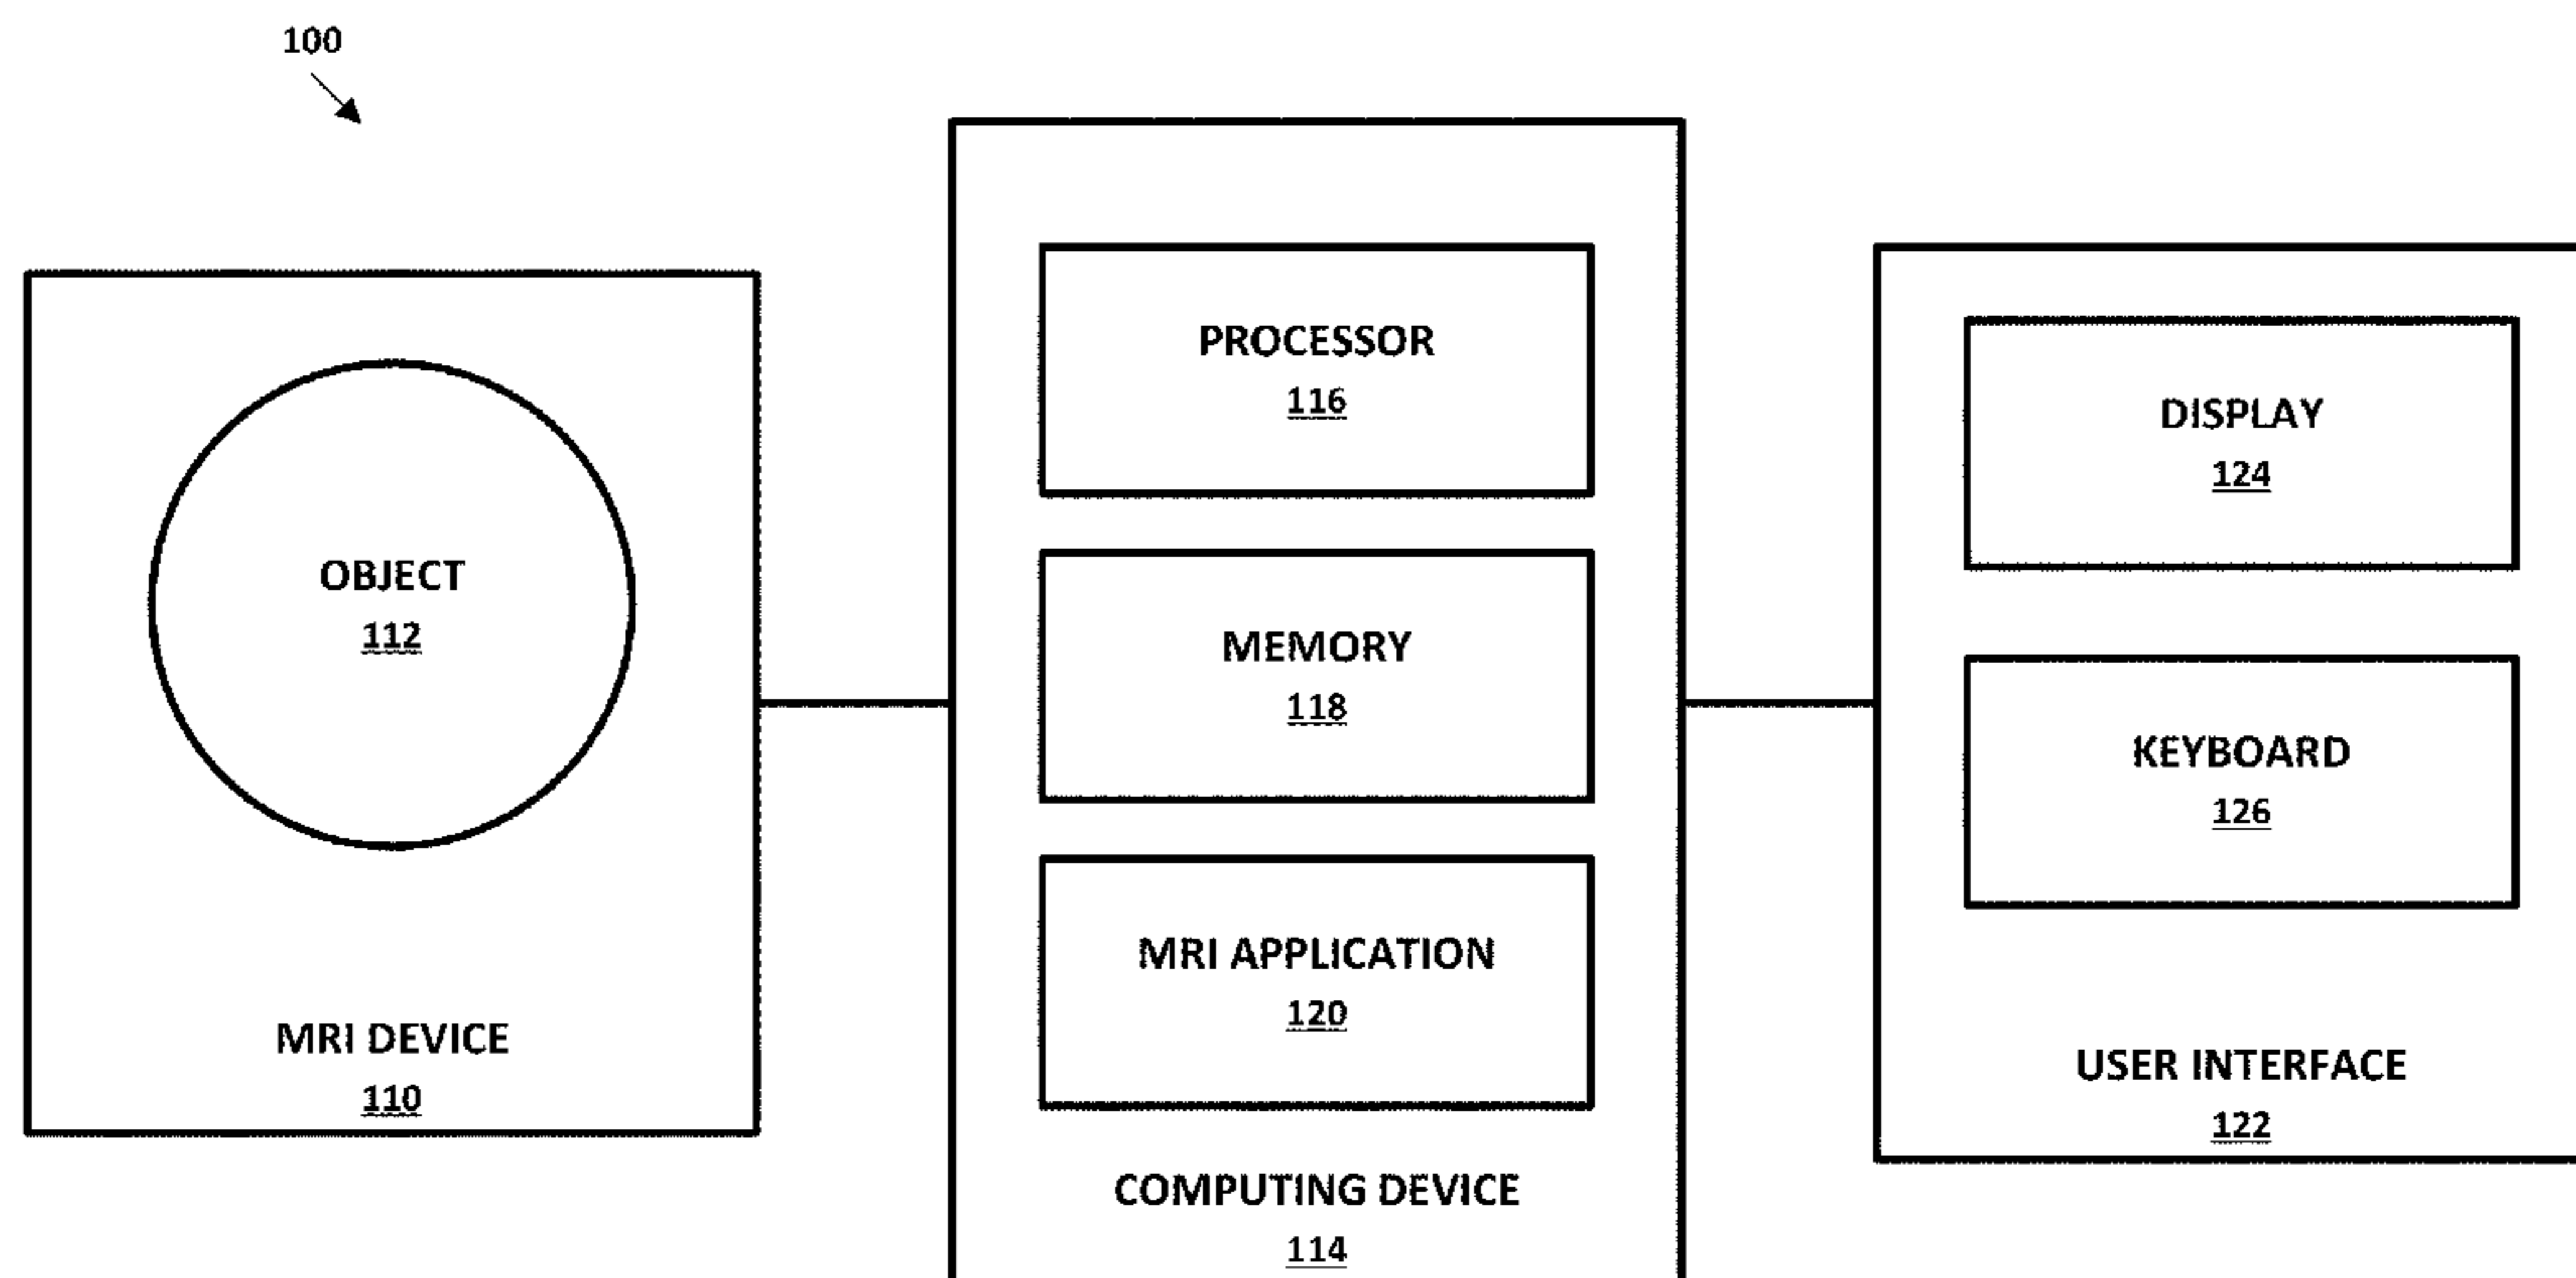 100
OBJECT
112
MRI DEVICE
110
PROCESSOR
116
MEMORY
118
MRI APPLICATION
120
COMPUTING DEVICE
114
DISPLAY
124
KEYBOARD
126
USER INTERFACE
122